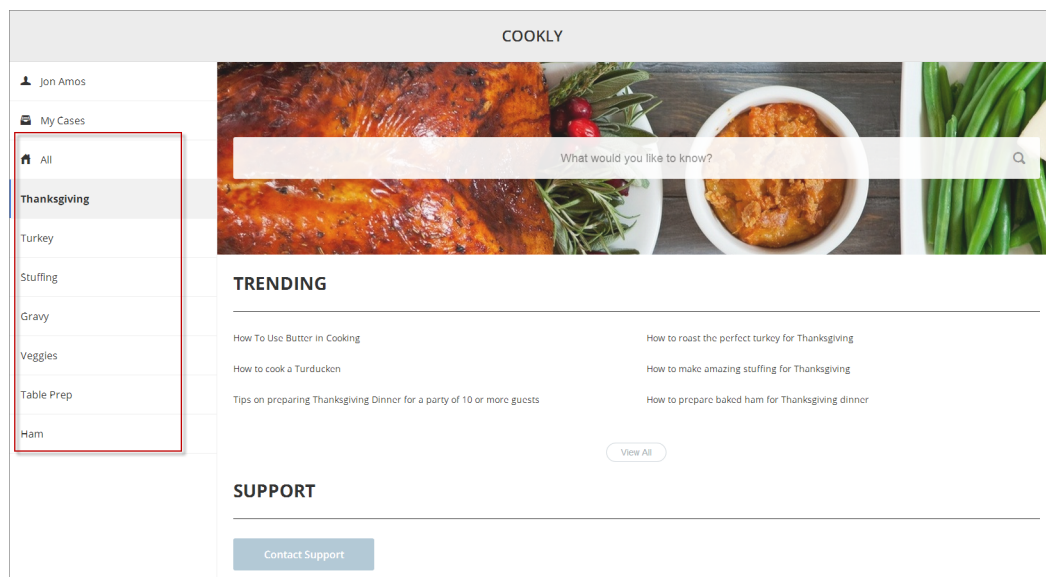 COOKLY
Jon Amos
My Cases
All
Thanksgiving
Turkey
Stuffing
Gravy
Veggies
Table Prep
Ham
What would you like to know?
TRENDING
How To Use Butter in Cooking
How to roast the perfect turkey for Thanksgiving
How to cook a Turducken
How to make amazing stuffing for Thanksgiving
Tips on preparing Thanksgiving Dinner for a party of 10 or more guests
How to prepare baked ham for Thanksgiving dinner
View All
SUPPORT
Contact Support